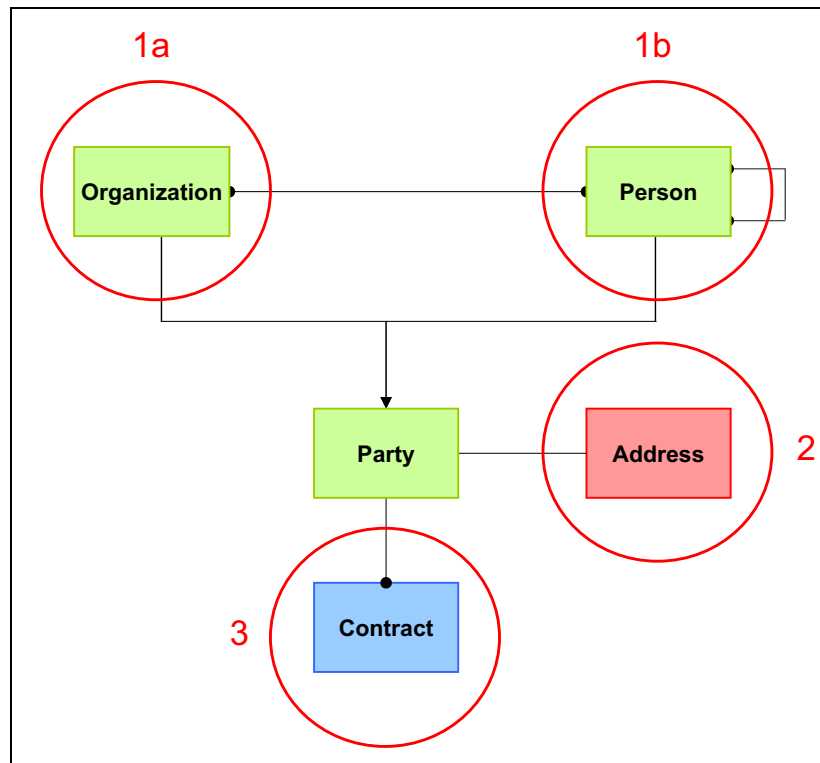 1a
1b
Organization
Person
Party
Address
2
3
Contract